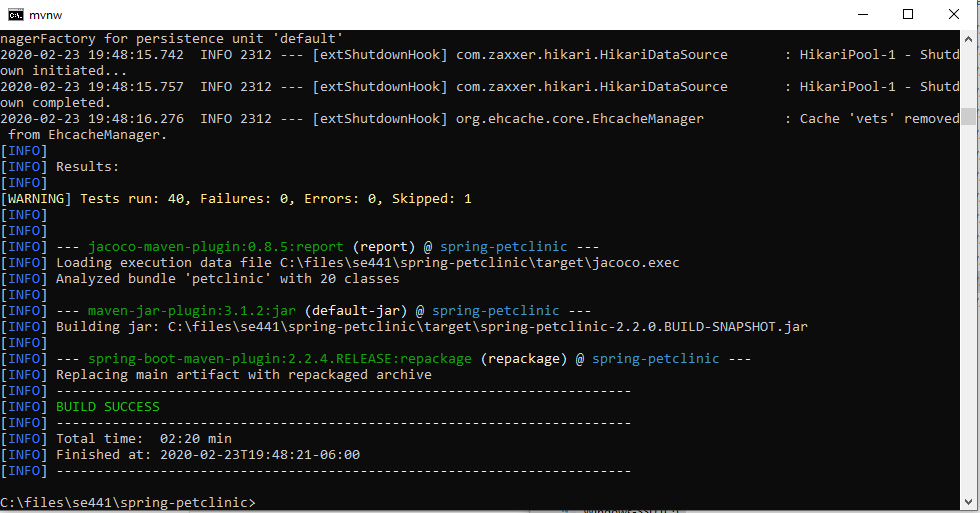 mvnw
nagerFactory for persistence unit 'default'
2020-02-23 19:48:15.742  INFO 2312 --- [extShutdownHook] com.zaxxer.hikari.HikariDataSource       : HikariPool-1 - Shutd
own initiated...
2020-02-23 19:48:15.757  INFO 2312 --- [extShutdownHook] com.zaxxer.hikari.HikariDataSource       : HikariPool-1 - Shutd
own completed.
2020-02-23 19:48:16.276  INFO 2312 --- [extShutdownHook] org.ehcache.core.EhcacheManager          : Cache 'vets' removed
 from EhcacheManager.
[INFO]
[INFO] Results:
[INFO]
[WARNING] Tests run: 40, Failures: 0, Errors: 0, Skipped: 1
[INFO]
[INFO]
[INFO] --- jacoco-maven-plugin:0.8.5:report (report) @ spring-petclinic ---
[INFO] Loading execution data file C:\files\se441\spring-petclinic\target\jacoco.exec
[INFO] Analyzed bundle 'petclinic' with 20 classes
[INFO]
[INFO] --- maven-jar-plugin:3.1.2:jar (default-jar) @ spring-petclinic ---
[INFO] Building jar: C:\files\se441\spring-petclinic\target\spring-petclinic-2.2.0.BUILD-SNAPSHOT.jar
[INFO]
[INFO] --- spring-boot-maven-plugin:2.2.4.RELEASE:repackage (repackage) @ spring-petclinic ---
[INFO] Replacing main artifact with repackaged archive
[INFO] ------------------------------------------------------------------------
[INFO] BUILD SUCCESS
[INFO] ------------------------------------------------------------------------
[INFO] Total time:  02:20 min
[INFO] Finished at: 2020-02-23T19:48:21-06:00
[INFO] ------------------------------------------------------------------------
C:\files\se441\spring-petclinic>